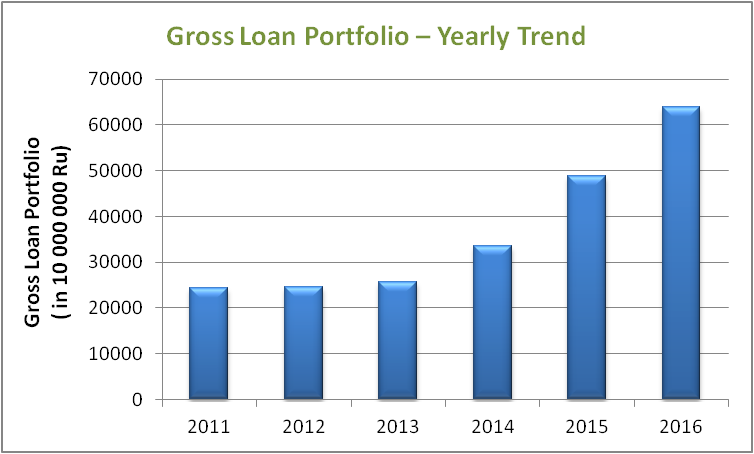 Gross Loan Portfolio – Yearly Trend
Gross Loan Portfolio
( in 10 000 000 Ru)
70000
60000
50000
40000
30000
20000
10000
0
2011 2012 2013 2014 2015 2016